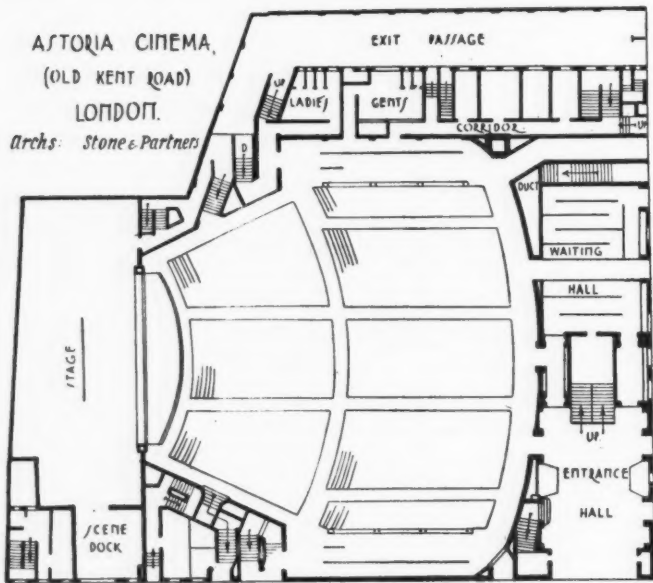 ASTORIA CINEMA,
(OLD KENT ROAD)
LONDON.
Archs: Stone & Partners
EXIT PASSAGE
UP
LADIES
GENTS
CORRIDOR
UP
D
DUCT
WAITING
HALL
STAGE
UP
ENTRANCE
HALL
SCENE
DOCK